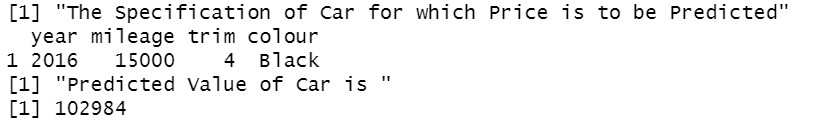 [1] "The Specification of Car for which Price is to be Predicted"
  year mileage trim colour
1 2016   15000    4  Black
[1] "Predicted Value of Car is "
[1] 102984